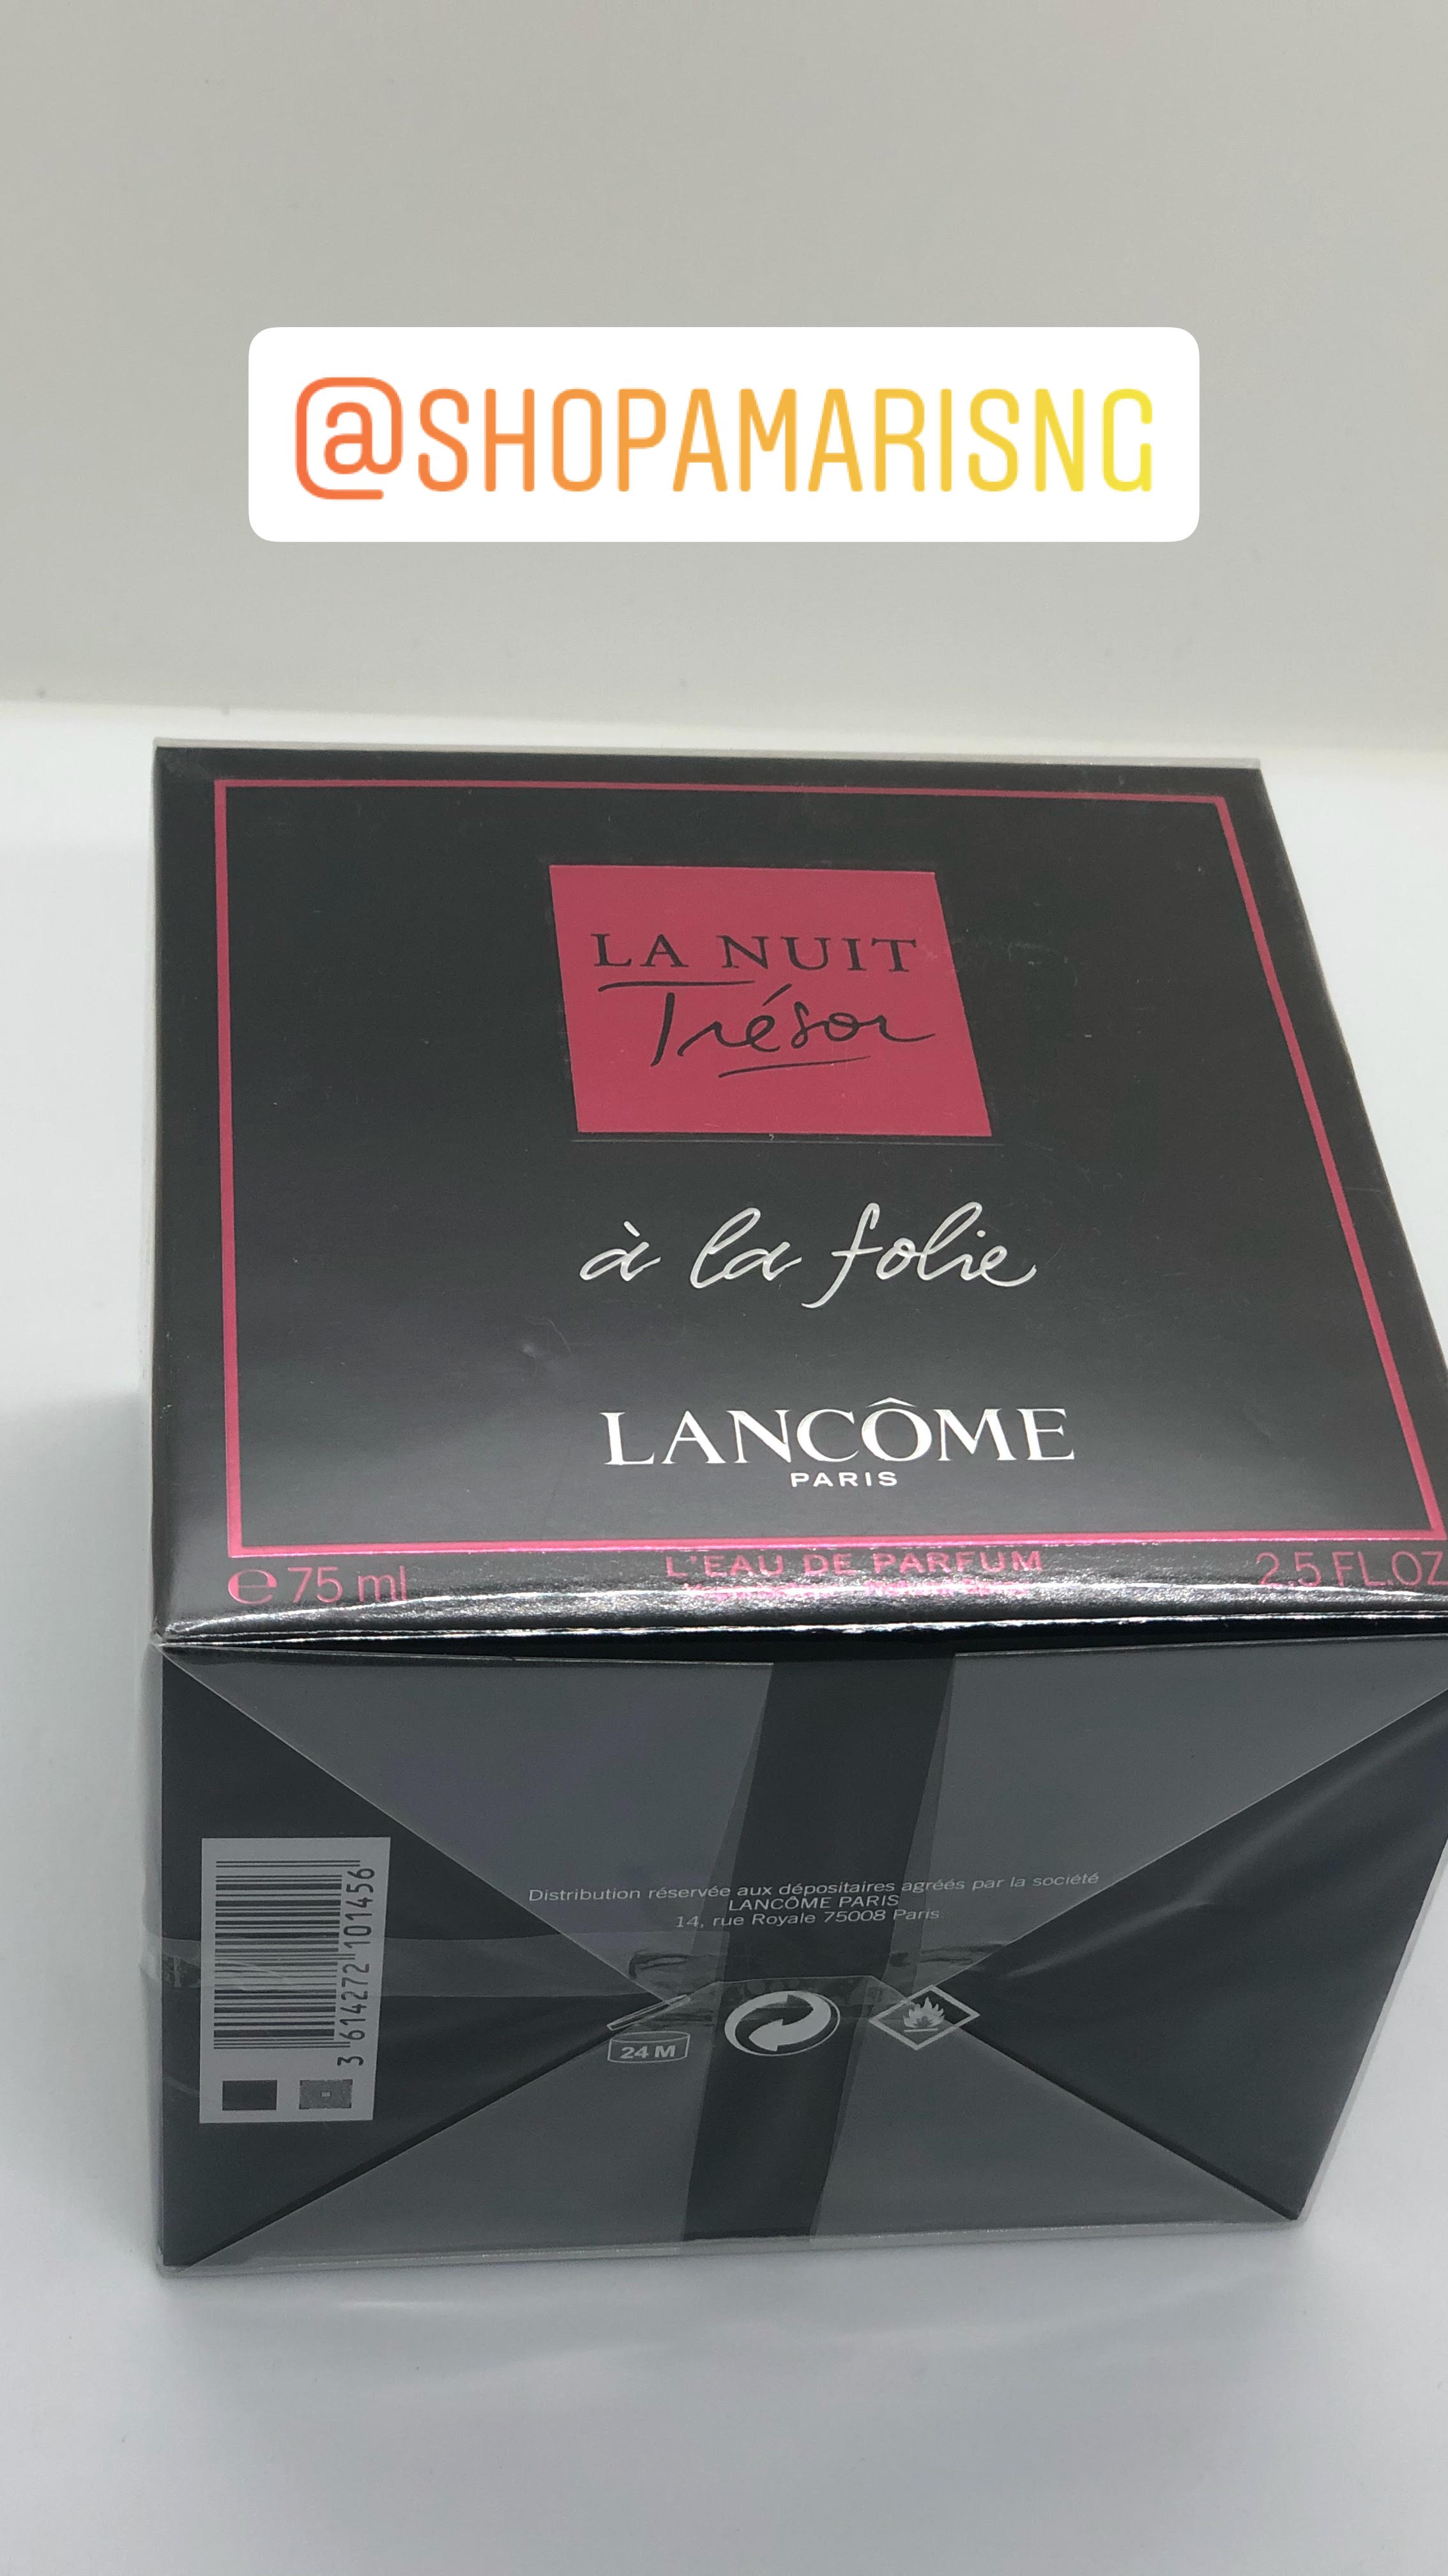 @SHOPAMARISNG
LA NUIT
Trésor
à la folie
LANCÔME
PARIS
℮ 75 ml L'EAU DE PARFUM 2.5 FL.OZ
Distribution réservée aux dépositaires agréés par la société
LANCÔME PARIS
14, rue Royale 75008 Paris
24 M
3 614272 101456